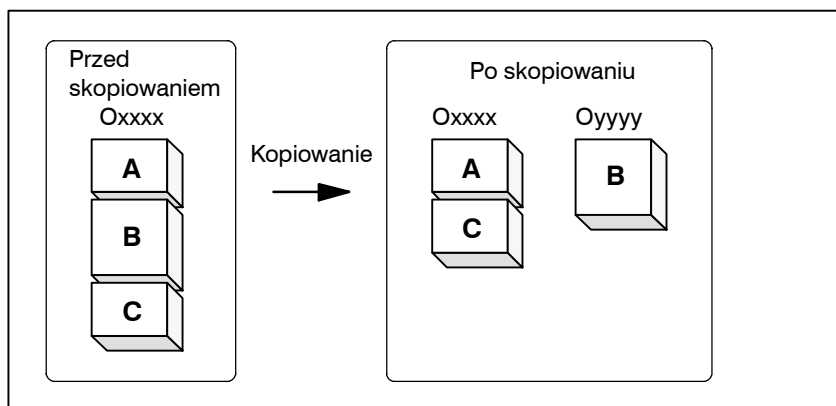 Przed
skopiowaniem
Oxxxx
A
B
C
Kopiowanie
Po skopiowaniu
Oxxxx
Oyyyy
A
C
B